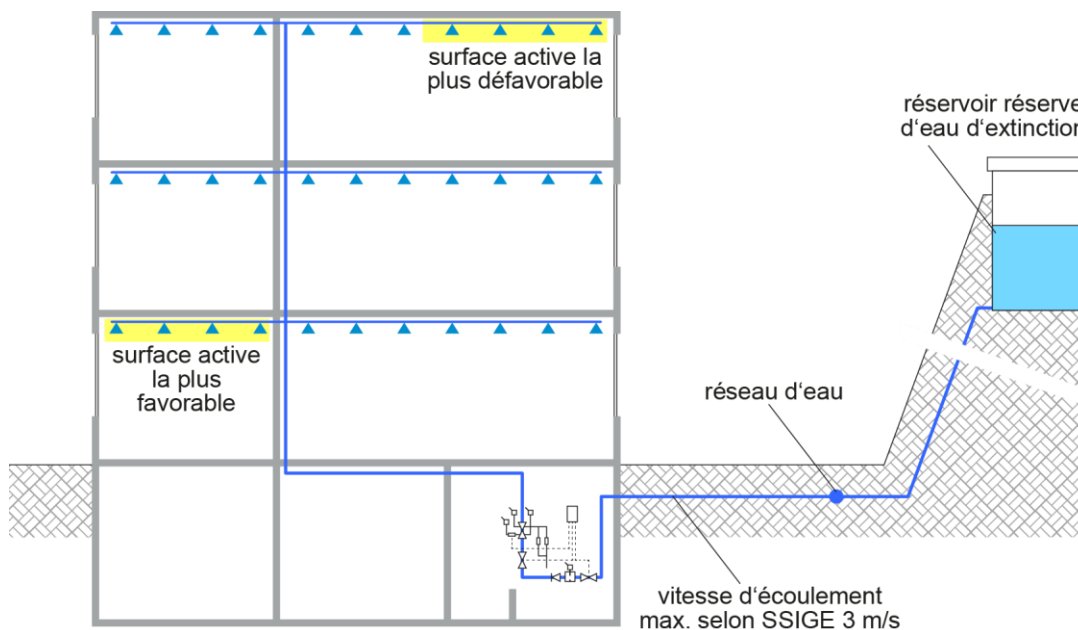 surface active la
plus défavorable
réservoir réserve
d'eau d'extinction
surface active
la plus
favorable
réseau d'eau
vitesse d'écoulement
max. selon SSIGE 3 m/s